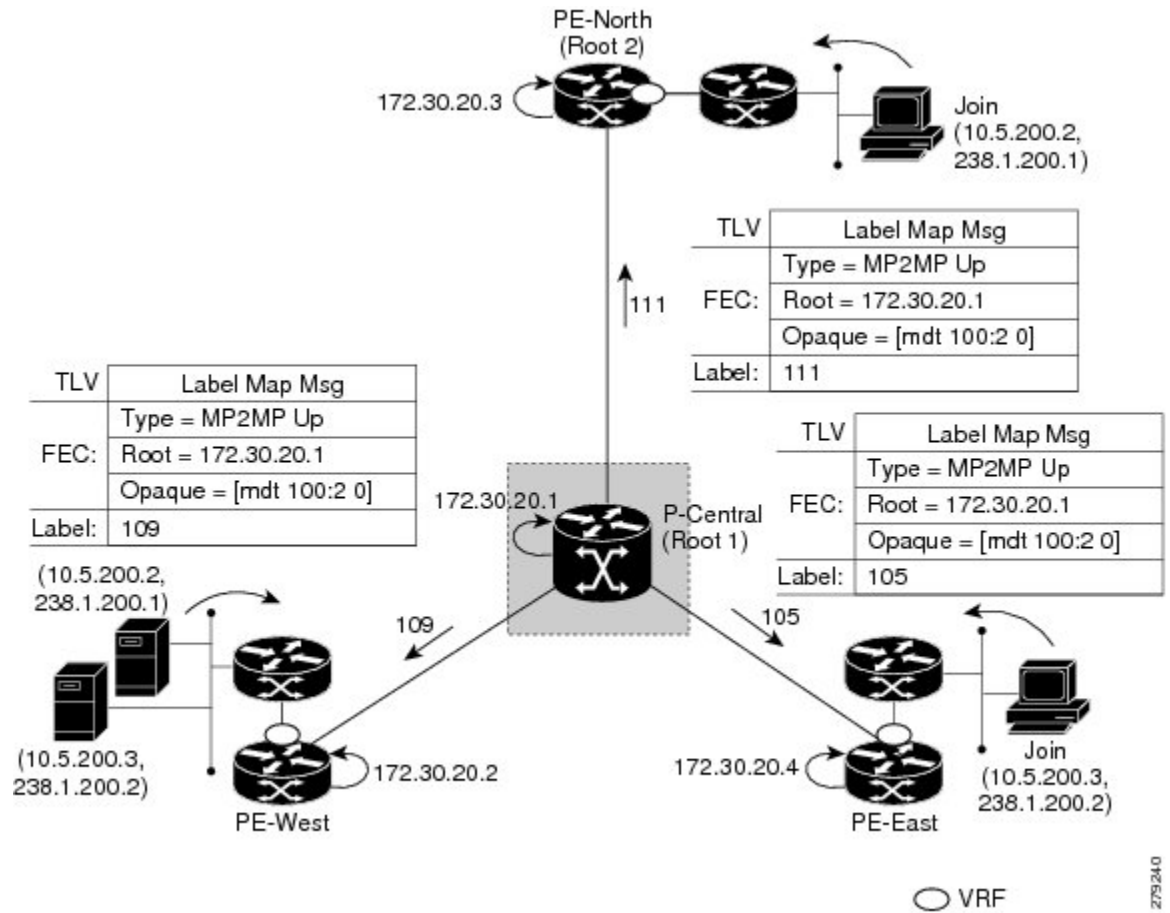 PE-North
(Root 2)
172.30.20.3
Join
(10.5.200.2,
238.1.200.1)
TLV
Label Map Msg
Type = MP2MP Up
FEC:
Root = 172.30.20.1
Opaque = [mdt 100:2 0]
Label:
111
111
TLV
Label Map Msg
Type = MP2MP Up
FEC:
Root = 172.30.20.1
Opaque = [mdt 100:2 0]
Label:
109
TLV
Label Map Msg
Type = MP2MP Up
FEC:
Root = 172.30.20.1
Opaque = [mdt 100:2 0]
Label:
105
172.30.20.1
P-Central
(Root 1)
(10.5.200.2,
238.1.200.1)
109
105
(10.5.200.3,
238.1.200.2)
172.30.20.2
PE-West
172.30.20.4
PE-East
Join
(10.5.200.3,
238.1.200.2)
VRF
279240